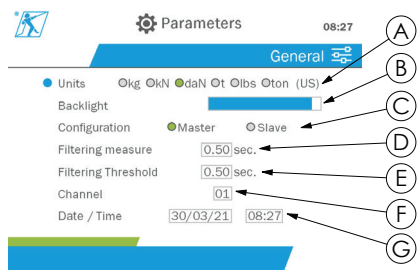 Parameters 08:27
General
Units kg kN daN t lbs ton (US) A
Backlight B
Configuration Master Slave C
Filtering measure 0.50 sec. D
Filtering Threshold 0.50 sec. E
Channel 01 F
Date / Time 30/03/21 08:27 G